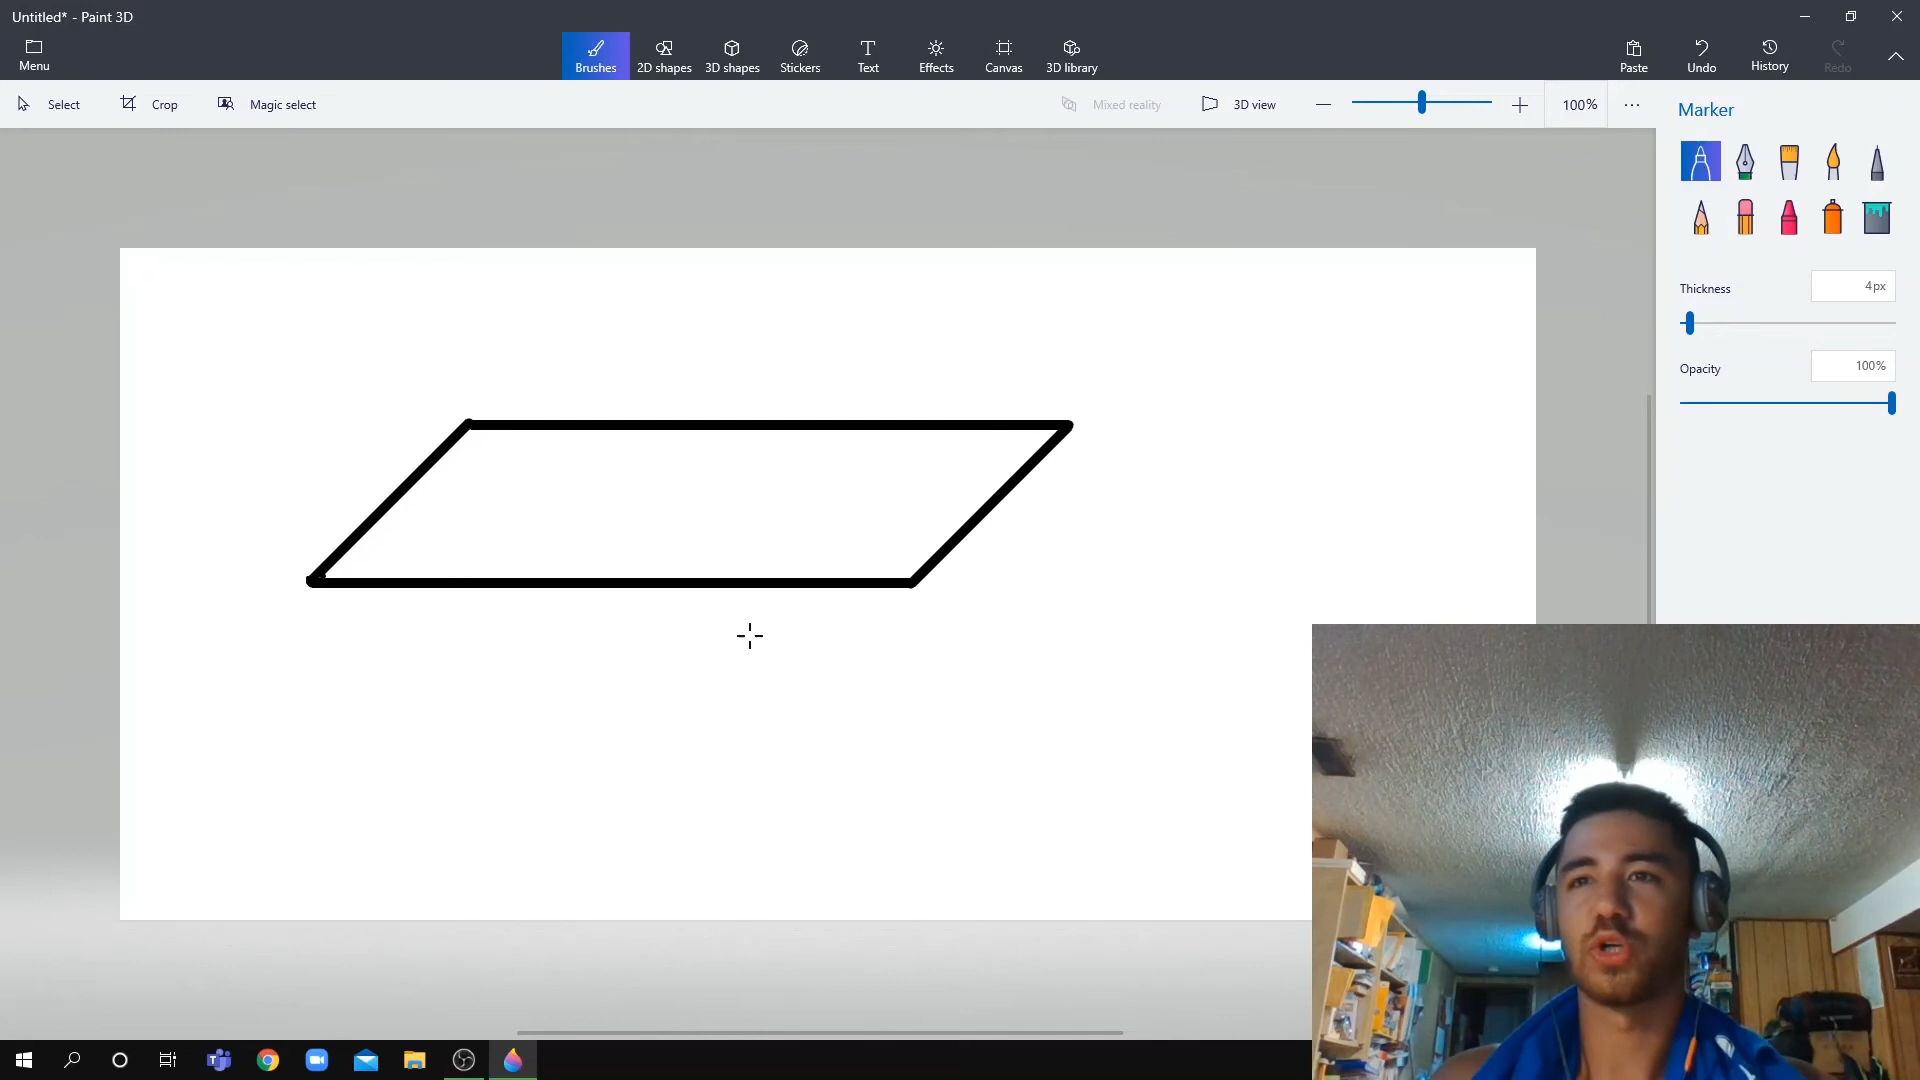 Untitled* - Paint 3D
Menu
Brushes
2D shapes
3D shapes
Stickers
Text
Effects
Canvas
3D library
Paste
Undo
History
Redo
Select
Crop
Magic select
Mixed reality
3D view
100%
Marker
Thickness
4px
Opacity
100%